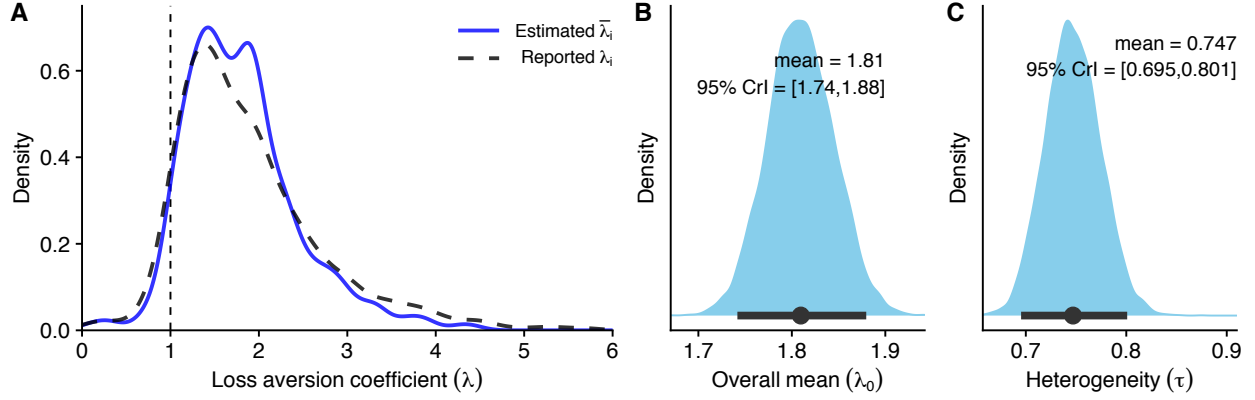 A
Density
0.6
0.4
0.2
0.0
0 1 2 3 4 5 6
Loss aversion coefficient (λ)
Estimated λ̅ᵢ
Reported λᵢ
B
Density
mean = 1.81
95% CrI = [1.74,1.88]
1.7 1.8 1.9
Overall mean (λ₀)
C
Density
mean = 0.747
95% CrI = [0.695,0.801]
0.7 0.8 0.9
Heterogeneity (τ)